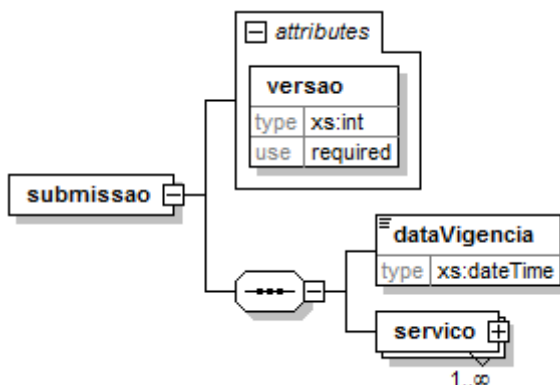 attributes
versao
type xs:int
use required
submissao
dataVigencia
type xs:dateTime
servico
1..∞